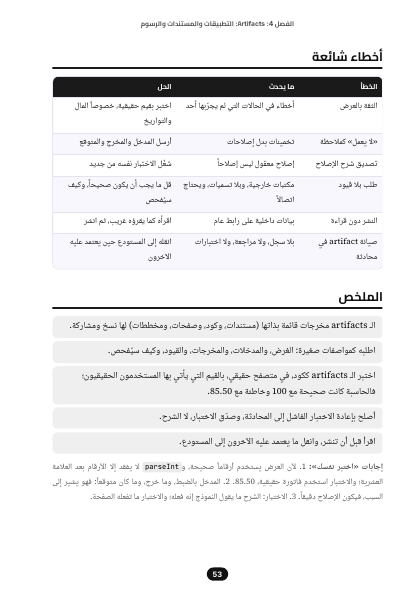 الفصل 4: Artifacts: التطبيقات والمستندات والرسوم
أخطاء شائعة
الخطأ ما يحدث الحل
الثقة بالعرض أخطاء في الحالات التي لم يجرّبها أحد اختبر بقيم حقيقية، خصوصاً المال
والتواريخ
«لا يعمل» كملاحظة تخمينات بدل إصلاحات أرسل المدخل والمخرج والمتوقع
تصديق شرح الإصلاح إصلاح معقول ليس إصلاحاً شغّل الاختبار نفسه من جديد
طلب بلا قيود مكتبات خارجية، وبلا تسميات، ويحتاج قل ما يجب أن يكون صحيحاً، وكيف
اتصالاً سيُفحص
النشر دون قراءة بيانات داخلية على رابط عام اقرأه كما يقرؤه غريب، ثم انشر
صيانة artifact في بلا سجل، ولا مراجعة، ولا اختبارات انقله إلى المستودع حين يعتمد عليه
محادثة الآخرون
الملخص
الـ artifacts مخرجات قائمة بذاتها (مستندات، وكود، وصفحات، ومخططات) لها نسخ ومشاركة.
اطلبه كمواصفات صغيرة: الغرض، والمدخلات، والمخرجات، والقيود، وكيف سيُفحص.
اختبر الـ artifacts ككود، في متصفح حقيقي، بالقيم التي يأتي بها المستخدمون الحقيقيون؛
فالحاسبة كانت صحيحة مع 100 وخاطئة مع 85.50.
أصلح بإعادة الاختبار الفاشل إلى المحادثة، وصدّق الاختبار، لا الشرح.
اقرأ قبل أن تنشر، وانقل ما يعتمد عليه الآخرون إلى المستودع.
إجابات «اختبر نفسك»: 1. لأن العرض يستخدم أرقاماً صحيحة، و parseInt لا يفقد إلا الأرقام بعد العلامة
العشرية؛ والاختبار استخدم فاتورة حقيقية، 85.50. 2. المدخل بالضبط، وما خرج، وما كان متوقعاً: فهو يشير إلى
السبب، فيكون الإصلاح دقيقاً. 3. الاختبار: الشرح ما يقول النموذج إنه فعله؛ والاختبار ما تفعله الصفحة.
53